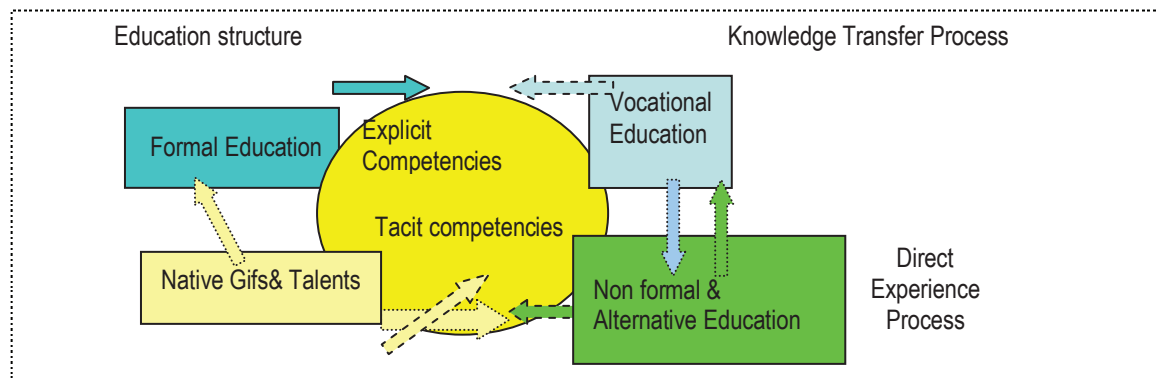 Education structure
Knowledge Transfer Process
Vocational
Education
Explicit
Competencies
Formal Education
Tacit competencies
Native Gifs& Talents
Non formal &
Alternative Education
Direct
Experience
Process